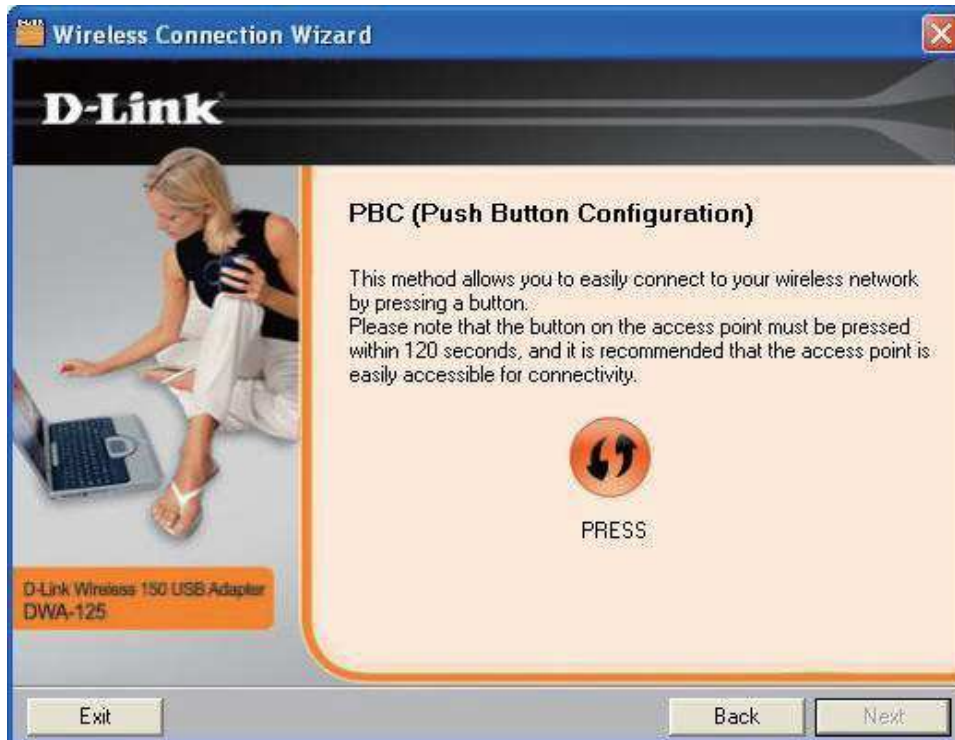 Wireless Connection Wizard
D-Link
PBC (Push Button Configuration)
This method allows you to easily connect to your wireless network
by pressing a button.
Please note that the button on the access point must be pressed
within 120 seconds, and it is recommended that the access point is
easily accessible for connectivity.
PRESS
D-Link Wireless 150 USB Adapter
DWA-125
Exit
Back
Next